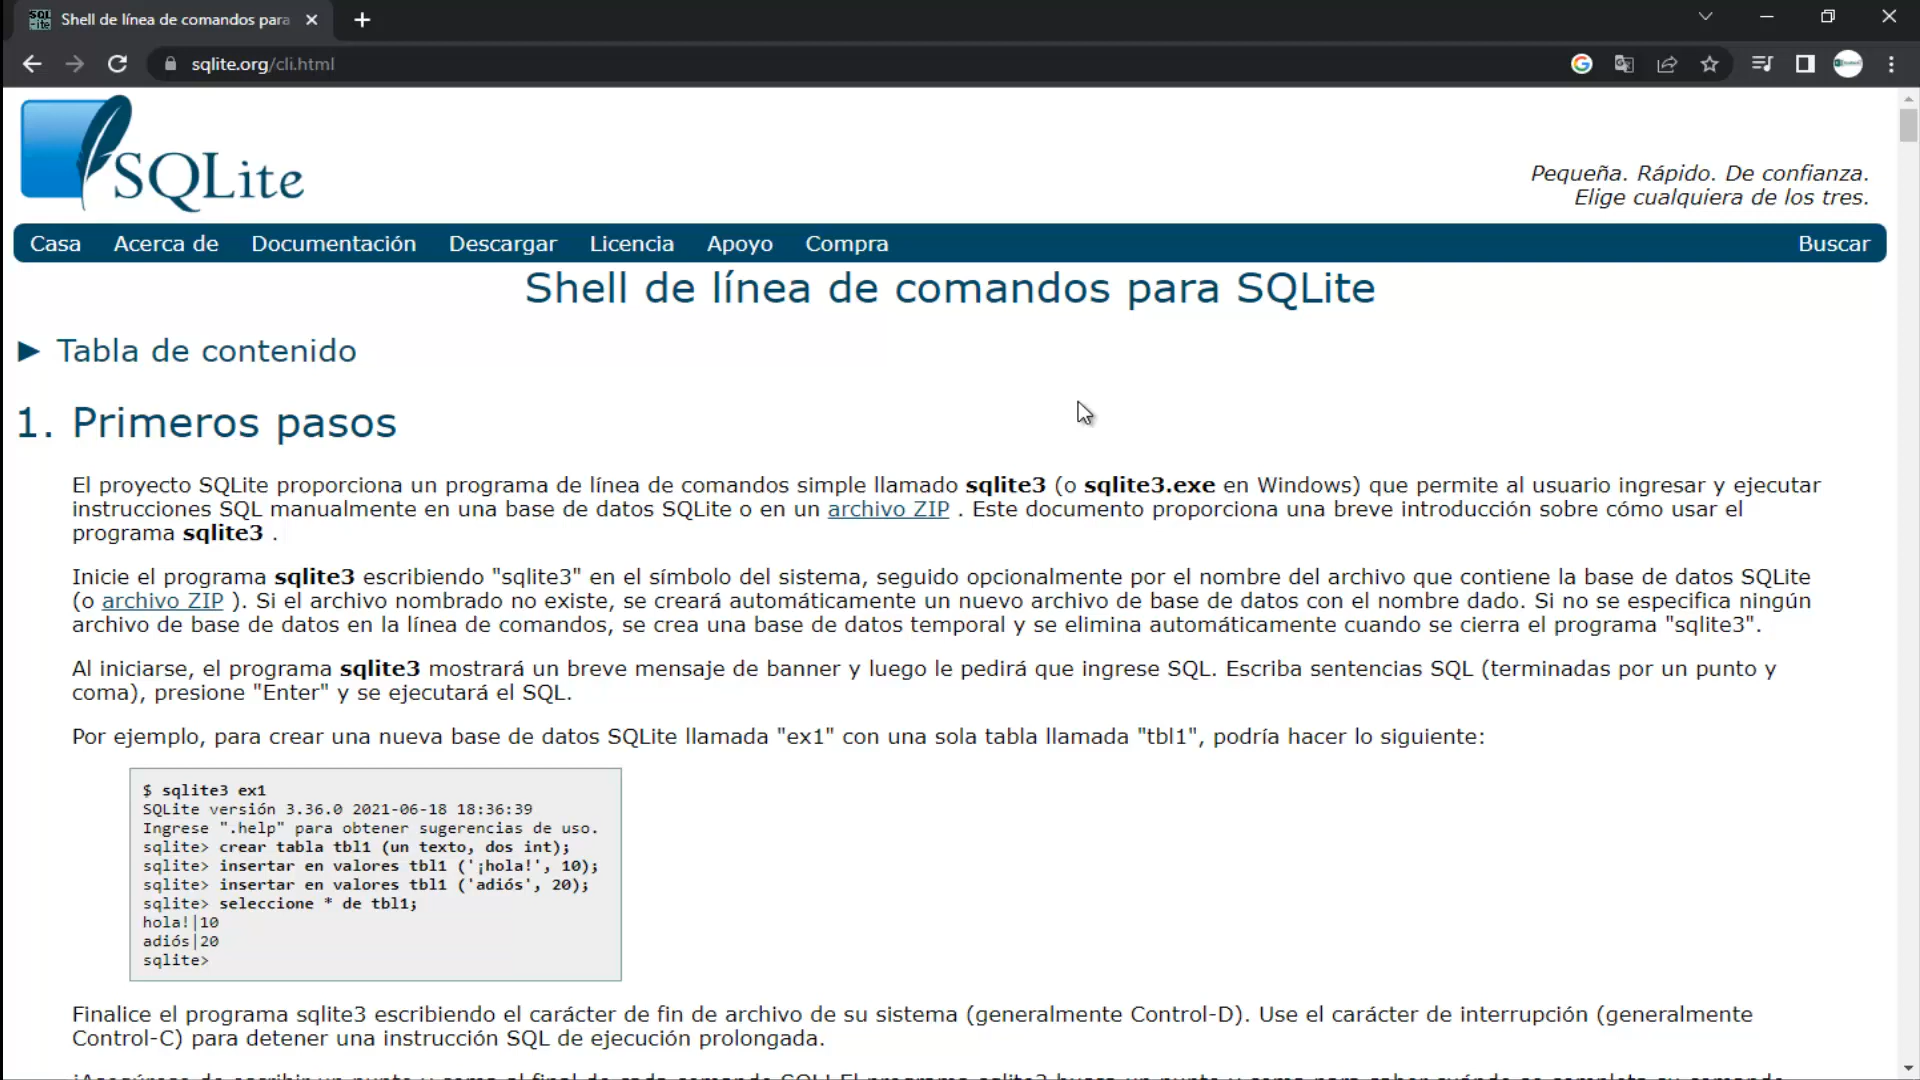 Shell de línea de comandos para
sqlite.org/cli.html
SQLite
Pequeña. Rápido. De confianza.
Elige cualquiera de los tres.
Casa Acerca de Documentación Descargar Licencia Apoyo Compra Buscar
Shell de línea de comandos para SQLite
► Tabla de contenido
1. Primeros pasos
El proyecto SQLite proporciona un programa de línea de comandos simple llamado sqlite3 (o sqlite3.exe en Windows) que permite al usuario ingresar y ejecutar
instrucciones SQL manualmente en una base de datos SQLite o en un archivo ZIP . Este documento proporciona una breve introducción sobre cómo usar el
programa sqlite3 .
Inicie el programa sqlite3 escribiendo "sqlite3" en el símbolo del sistema, seguido opcionalmente por el nombre del archivo que contiene la base de datos SQLite
(o archivo ZIP ). Si el archivo nombrado no existe, se creará automáticamente un nuevo archivo de base de datos con el nombre dado. Si no se especifica ningún
archivo de base de datos en la línea de comandos, se crea una base de datos temporal y se elimina automáticamente cuando se cierra el programa "sqlite3".
Al iniciarse, el programa sqlite3 mostrará un breve mensaje de banner y luego le pedirá que ingrese SQL. Escriba sentencias SQL (terminadas por un punto y
coma), presione "Enter" y se ejecutará el SQL.
Por ejemplo, para crear una nueva base de datos SQLite llamada "ex1" con una sola tabla llamada "tbl1", podría hacer lo siguiente:
$ sqlite3 ex1
SQLite versión 3.36.0 2021-06-18 18:36:39
Ingrese ".help" para obtener sugerencias de uso.
sqlite> crear tabla tbl1 (un texto, dos int);
sqlite> insertar en valores tbl1 ('¡hola!', 10);
sqlite> insertar en valores tbl1 ('adiós', 20);
sqlite> seleccione * de tbl1;
hola!|10
adiós|20
sqlite>
Finalice el programa sqlite3 escribiendo el carácter de fin de archivo de su sistema (generalmente Control-D). Use el carácter de interrupción (generalmente
Control-C) para detener una instrucción SQL de ejecución prolongada.